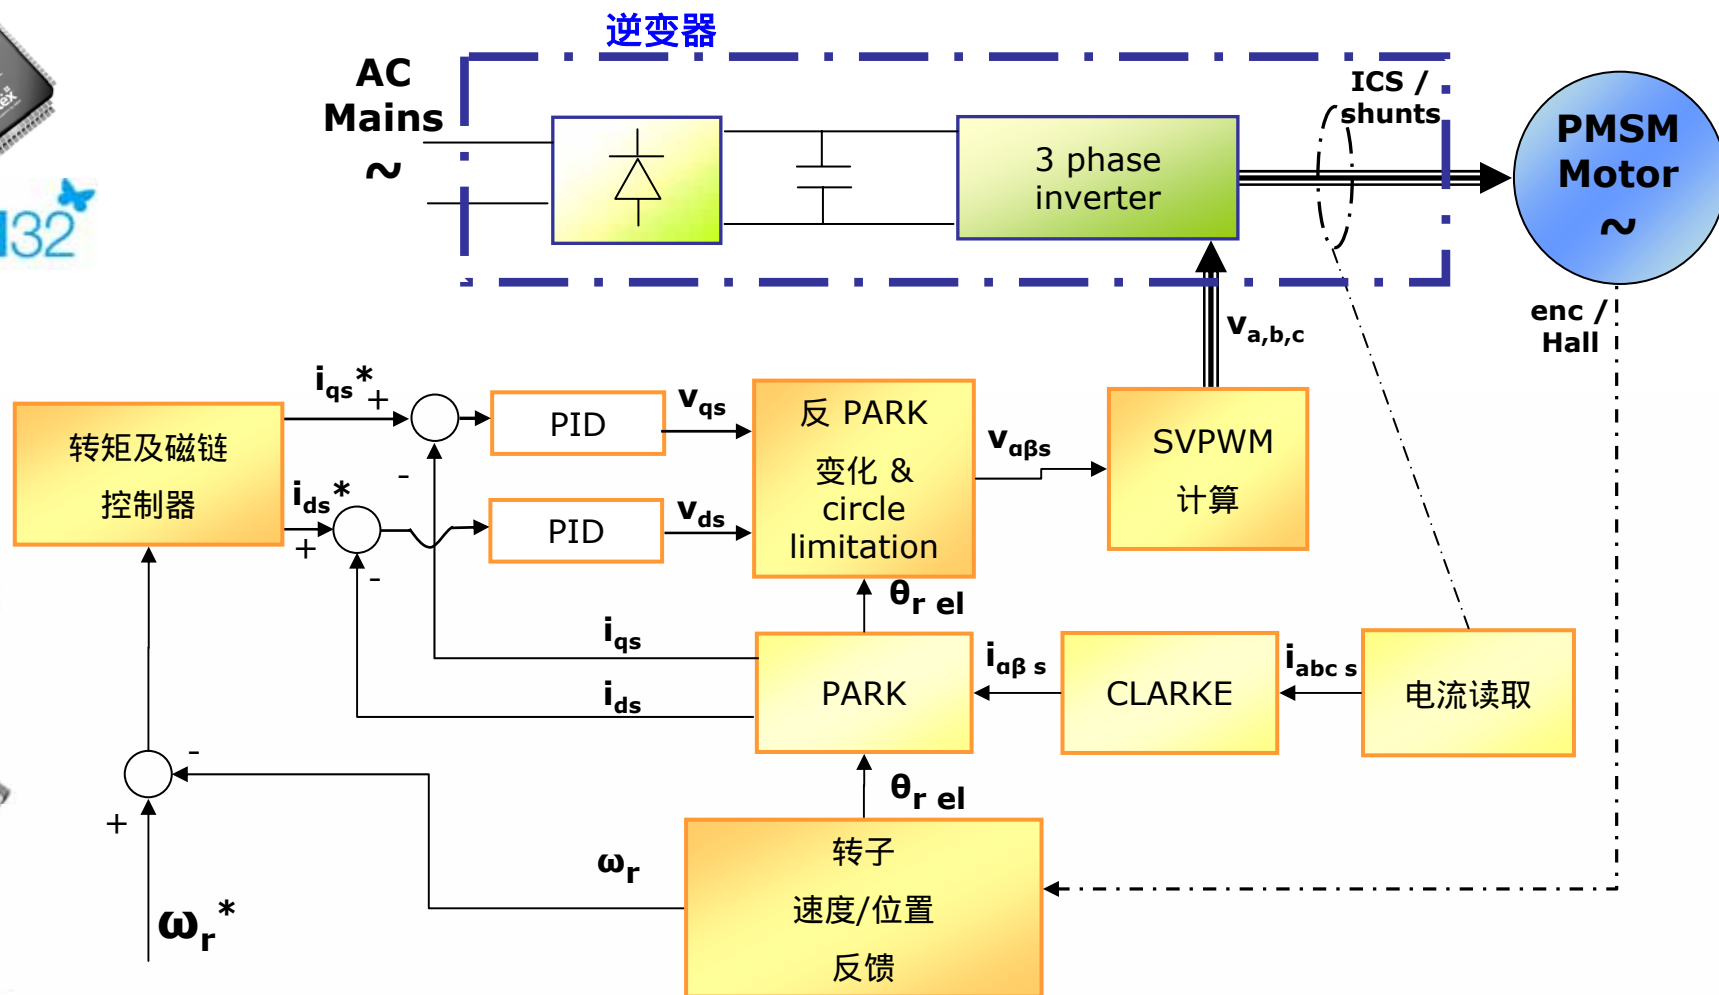 逆变器
AC
Mains
~
ICS /
shunts
3 phase
inverter
PMSM
Motor
~
32
enc /
Hall
va,b,c
iqs*
+
-
PID
vqs
反 PARK
变化 &
circle
limitation
vαβs
SVPWM
计算
转矩及磁链
控制器
ids*
+
-
PID
vds
θr el
iqs
ids
PARK
iαβ s
CLARKE
iabc s
电流读取
θr el
-
+
ωr
ωr*
转子
速度/位置
反馈